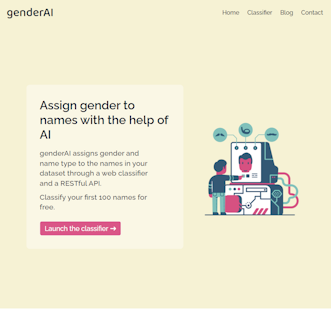 genderAI
Home Classifier Blog Contact
Assign gender to
names with the help of
AI
genderAI assigns gender and
name type to the names in your
dataset through a web classifier
and a RESTful API.
Classify your first 100 names for
free.
Launch the classifier ➔